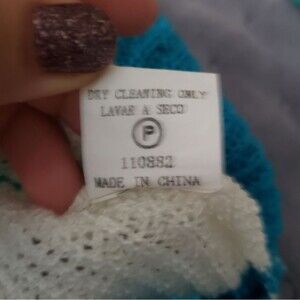 DRY CLEANING ONLY
LAVAR A SECO
P
110882
MADE IN CHINA